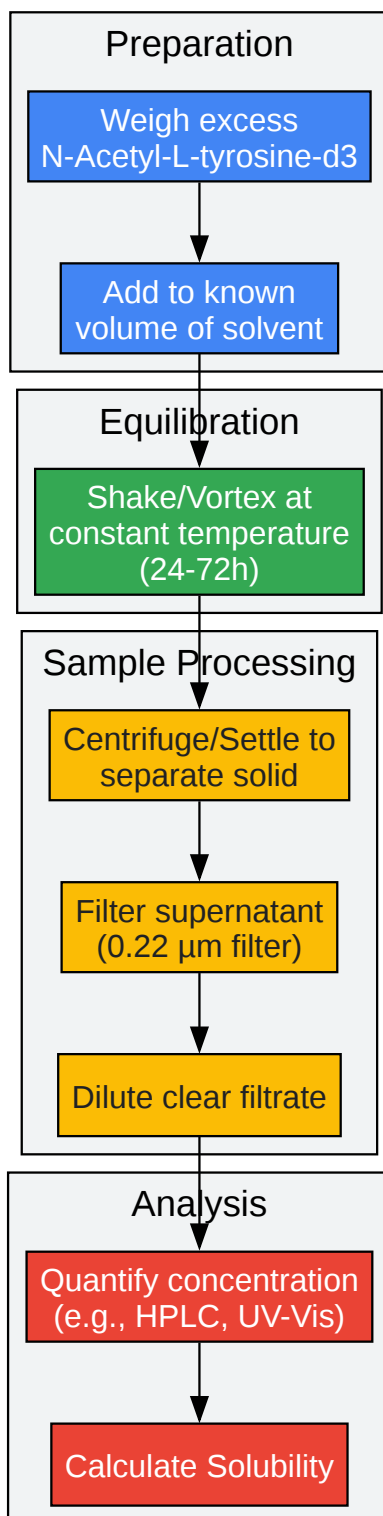 Preparation
Weigh excess
N-Acetyl-L-tyrosine-d3
Add to known
volume of solvent
Equilibration
Shake/Vortex at
constant temperature
(24-72h)
Sample Processing
Centrifuge/Settle to
separate solid
Filter supernatant
(0.22 µm filter)
Dilute clear filtrate
Analysis
Quantify concentration
(e.g., HPLC, UV-Vis)
Calculate Solubility